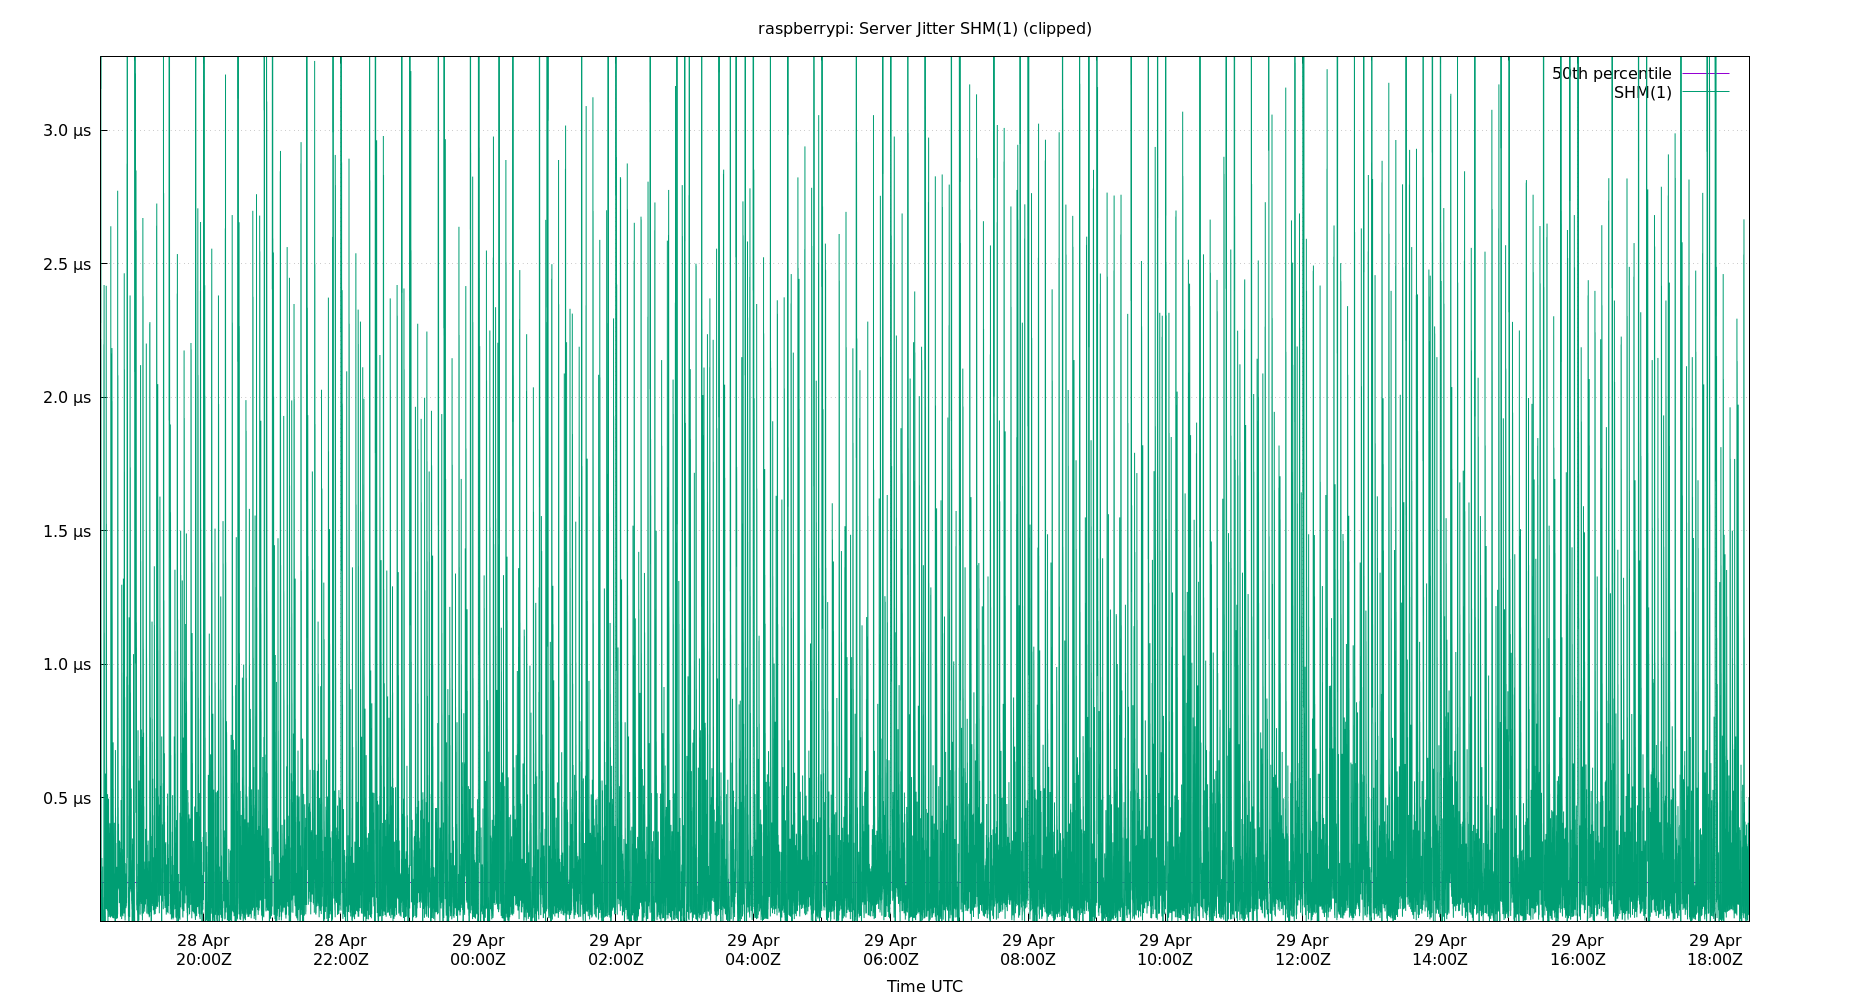 raspberrypi: Server Jitter SHM(1) (clipped)
50th percentile
SHM(1)
3.0 µs
2.5 µs
2.0 µs
1.5 µs
1.0 µs
0.5 µs
28 Apr 28 Apr 29 Apr 29 Apr 29 Apr 29 Apr 29 Apr 29 Apr 29 Apr 29 Apr 29 Apr 29 Apr
20:00Z 22:00Z 00:00Z 02:00Z 04:00Z 06:00Z 08:00Z 10:00Z 12:00Z 14:00Z 16:00Z 18:00Z
Time UTC